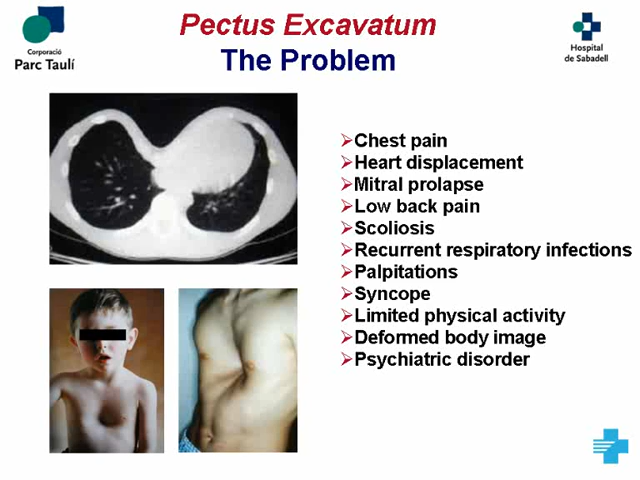 Corporació
Parc Taulí
Pectus Excavatum
The Problem
Hospital
de Sabadell
Chest pain
Heart displacement
Mitral prolapse
Low back pain
Scoliosis
Recurrent respiratory infections
Palpitations
Syncope
Limited physical activity
Deformed body image
Psychiatric disorder